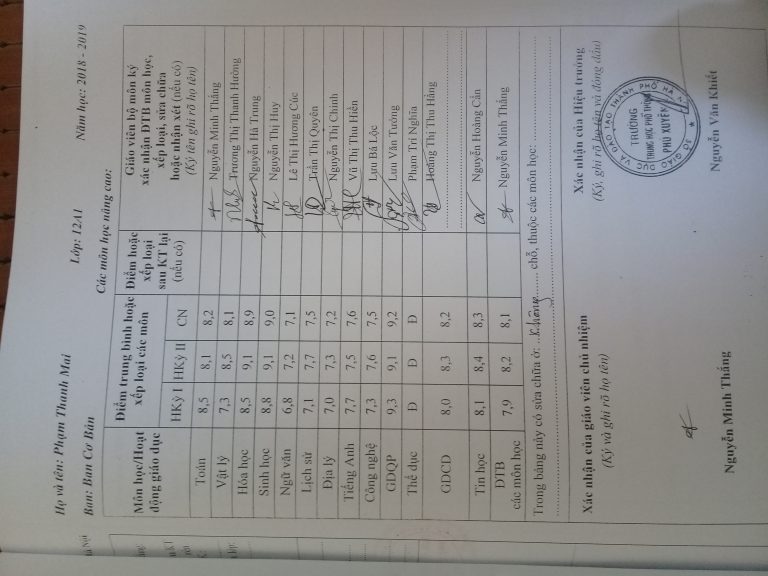 Họ và tên: Phạm Thanh Mai Lớp: 12A1 Năm học: 2018 - 2019
Ban: Ban Cơ Bản Các môn học nâng cao:
Môn học/Hoạt động giáo dục
Điểm trung bình hoặc xếp loại các môn
HKỳ I HKỳ II CN
Điểm hoặc xếp loại sau KT lại (nếu có)
Giáo viên bộ môn ký xác nhận ĐTB môn học, xếp loại, sửa chữa hoặc nhận xét (nếu có)
(Ký tên ghi rõ họ tên)
Toán 8,5 8,1 8,2 Nguyễn Minh Thắng
Vật lý 7,3 8,5 8,1 Trương Thị Thanh Hường
Hóa học 8,5 9,1 8,9 Nguyễn Hà Trung
Sinh học 8,8 9,1 9,0 Nguyễn Thị Huy
Ngữ văn 6,8 7,2 7,1 Lê Thị Hương Cúc
Lịch sử 7,1 7,7 7,5 Trần Thị Quyên
Địa lý 7,0 7,3 7,2 Nguyễn Thị Chinh
Tiếng Anh 7,7 7,5 7,6 Vũ Thị Thu Hiền
Công nghệ 7,3 7,6 7,5 Lưu Bá Lộc
GDQP 9,3 9,1 9,2 Lưu Văn Tường
Thể dục Đ Đ Đ Phạm Trí Nghĩa
GDCD 8,0 8,3 8,2 Hoàng Thị Thu Hằng
Tin học 8,1 8,4 8,3 Nguyễn Hoàng Cần
ĐTB các môn học 7,9 8,2 8,1 Nguyễn Minh Thắng
Trong bảng này có sửa chữa ở: không chỗ, thuộc các môn học:
Xác nhận của giáo viên chủ nhiệm
(Ký và ghi rõ họ tên)
Nguyễn Minh Thắng
Xác nhận của Hiệu trưởng
(Ký, ghi rõ họ tên và đóng dấu)
SỞ GIÁO DỤC VÀ ĐÀO TẠO THÀNH PHỐ HÀ
TRƯỜNG
TRUNG HỌC PHỔ THÔNG
PHÚ XUYÊN
Nguyễn Văn Khiết